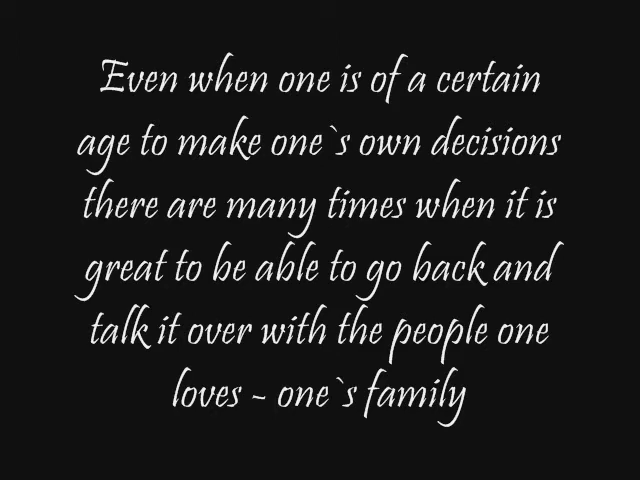 Even when one is of a certain
age to make one`s own decisions
there are many times when it is
great to be able to go back and
talk it over with the people one
loves - one`s family